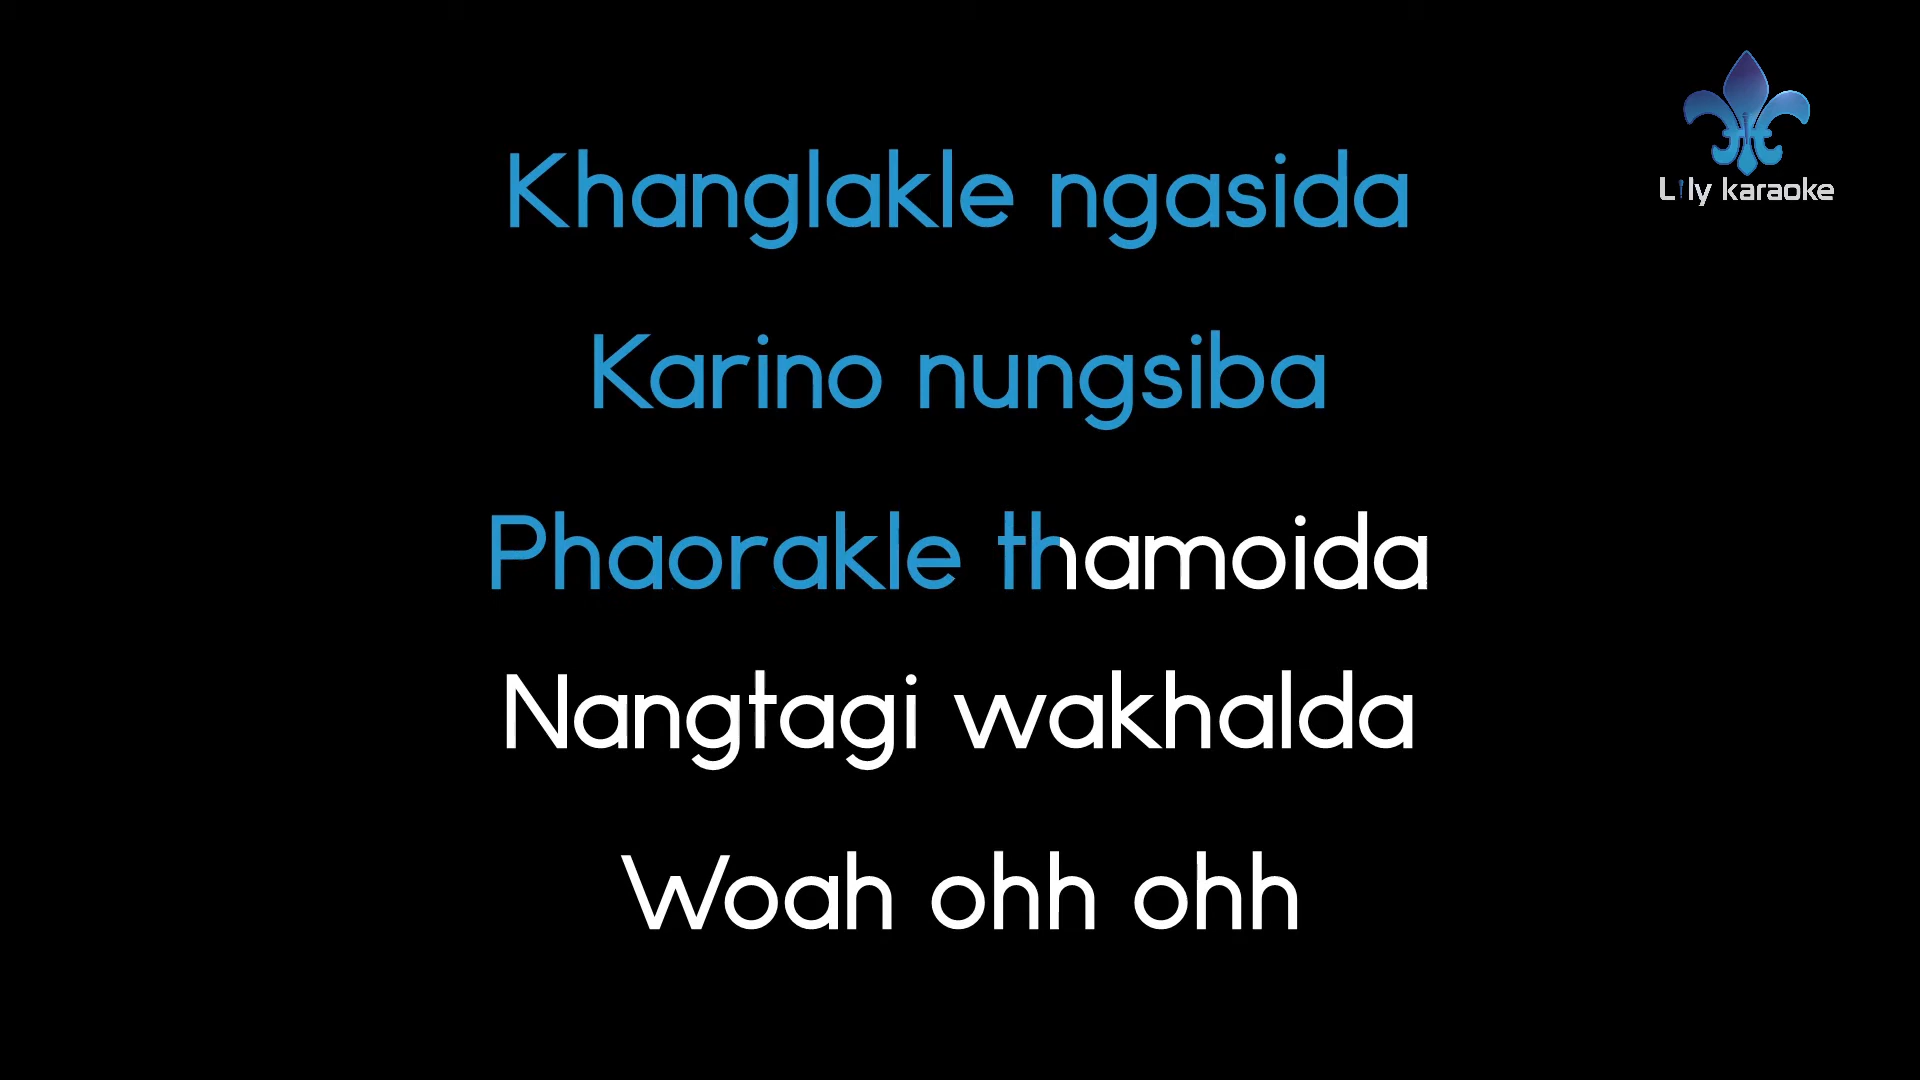 Lily karaoke
Khanglakle ngasida
Karino nungsiba
Phaorakle thamoida
Nangtagi wakhalda
Woah ohh ohh